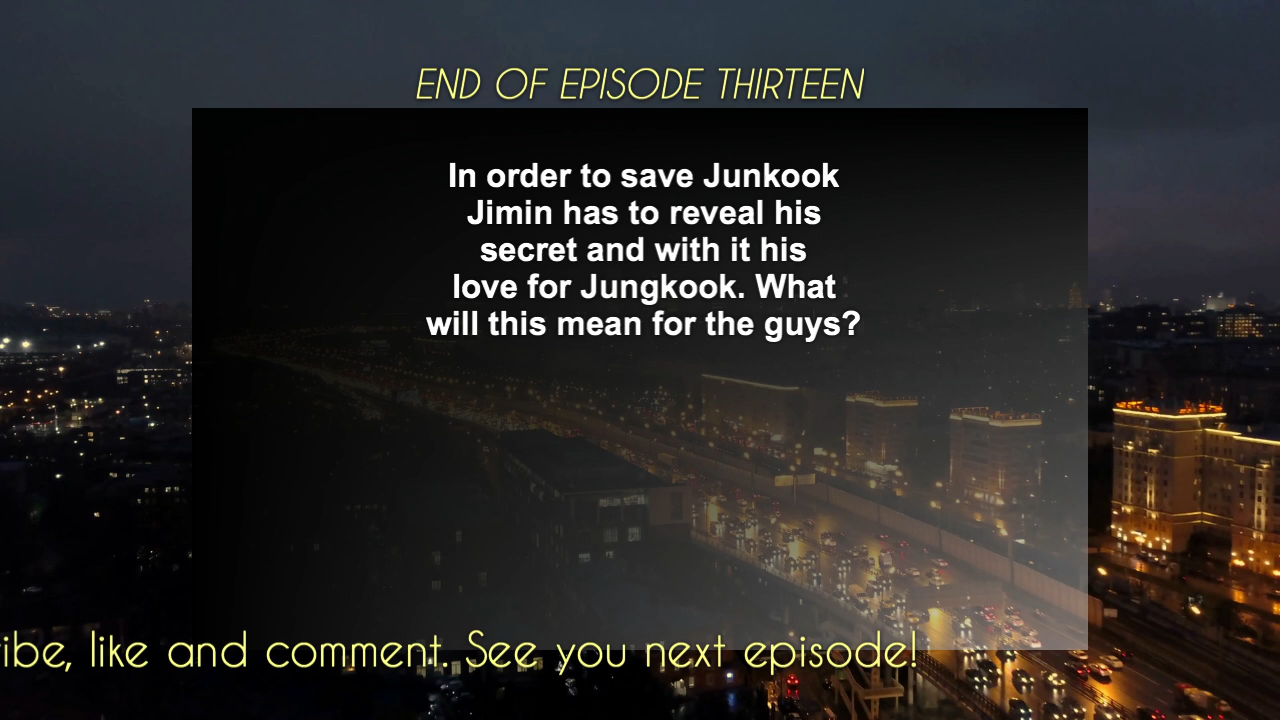 END OF EPISODE THIRTEEN
In order to save Junkook
Jimin has to reveal his
secret and with it his
love for Jungkook. What
will this mean for the guys?
ibe, like and comment. See you next episode!